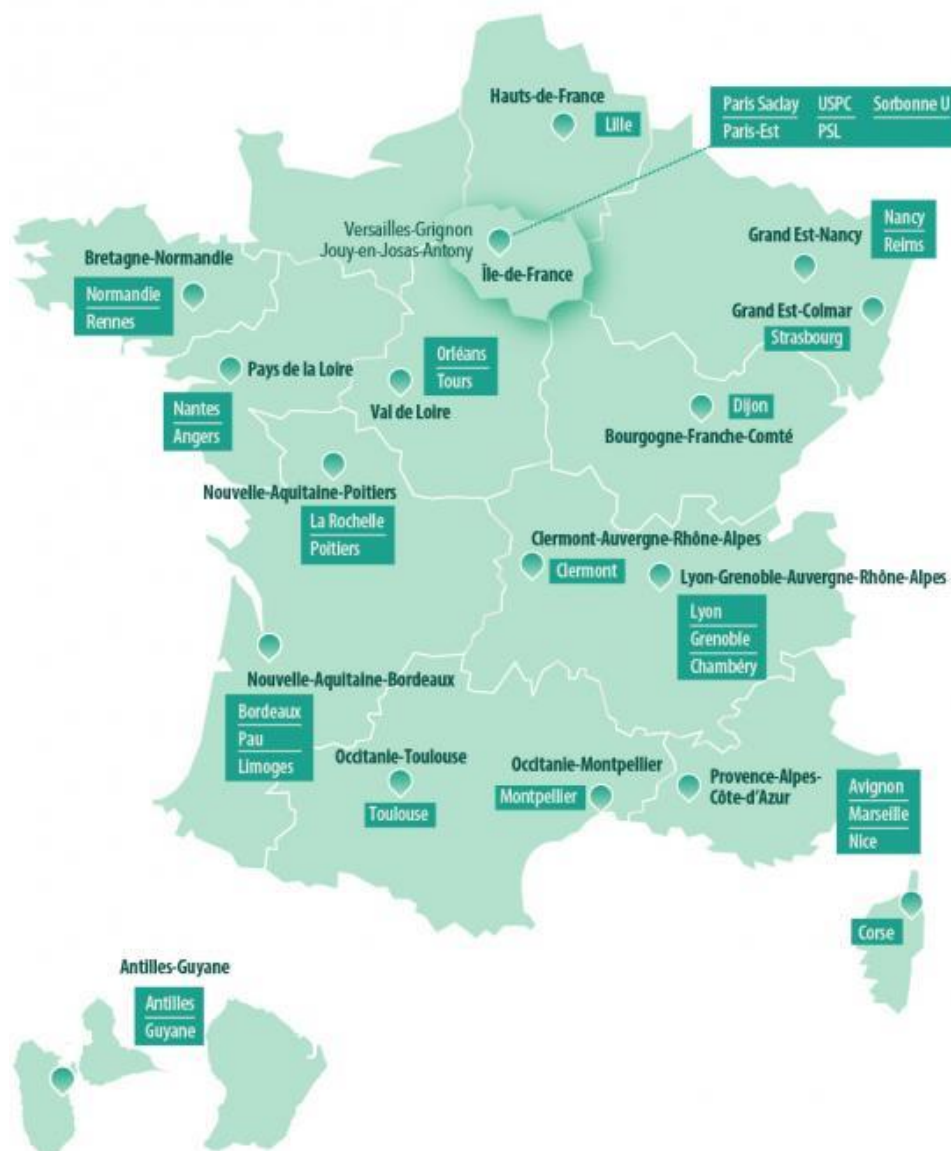 Hauts-de-France
Lille
Paris Saclay USPC Sorbonne U
Paris-Est PSL
Versailles-Grignon
Jouy-en-Josas-Antony
Île-de-France
Nancy
Reims
Grand Est-Nancy
Bretagne-Normandie
Normandie
Rennes
Grand Est-Colmar
Strasbourg
Pays de la Loire
Nantes
Angers
Orléans
Tours
Val de Loire
Dijon
Bourgogne-Franche-Comté
Nouvelle-Aquitaine-Poitiers
La Rochelle
Poitiers
Clermont-Auvergne-Rhône-Alpes
Clermont
Lyon-Grenoble-Auvergne-Rhône-Alpes
Lyon
Grenoble
Chambéry
Nouvelle-Aquitaine-Bordeaux
Bordeaux
Pau
Limoges
Occitanie-Toulouse
Toulouse
Occitanie-Montpellier
Montpellier
Provence-Alpes-
Côte-d'Azur
Avignon
Marseille
Nice
Corse
Antilles-Guyane
Antilles
Guyane